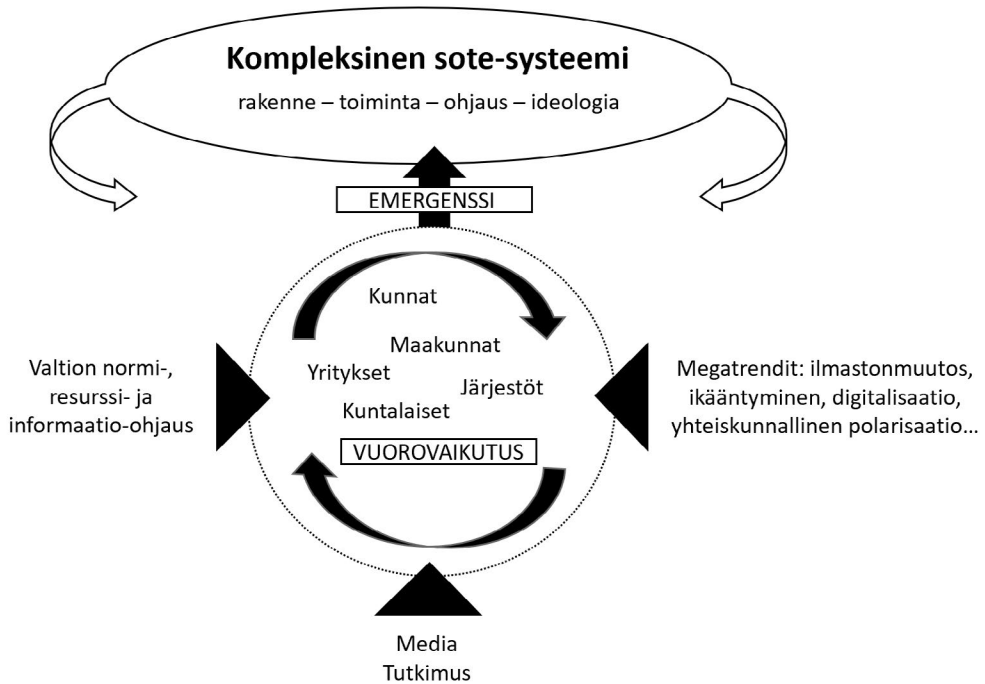 Kompleksinen sote-systeemi
rakenne – toiminta – ohjaus – ideologia
EMERGENSSI
Kunnat
Maakunnat
Yritykset
Järjestöt
Kuntalaiset
VUOROVAIKUTUS
Valtion normi-,
resurssi- ja
informaatio-ohjaus
Megatrendit: ilmastonmuutos,
ikääntyminen, digitalisaatio,
yhteiskunnallinen polarisaatio...
Media
Tutkimus